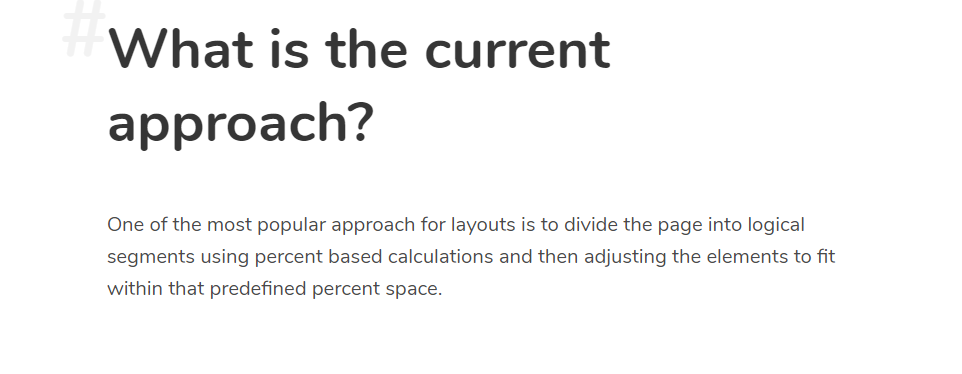 # What is the current
approach?
One of the most popular approach for layouts is to divide the page into logical
segments using percent based calculations and then adjusting the elements to fit
within that predefined percent space.